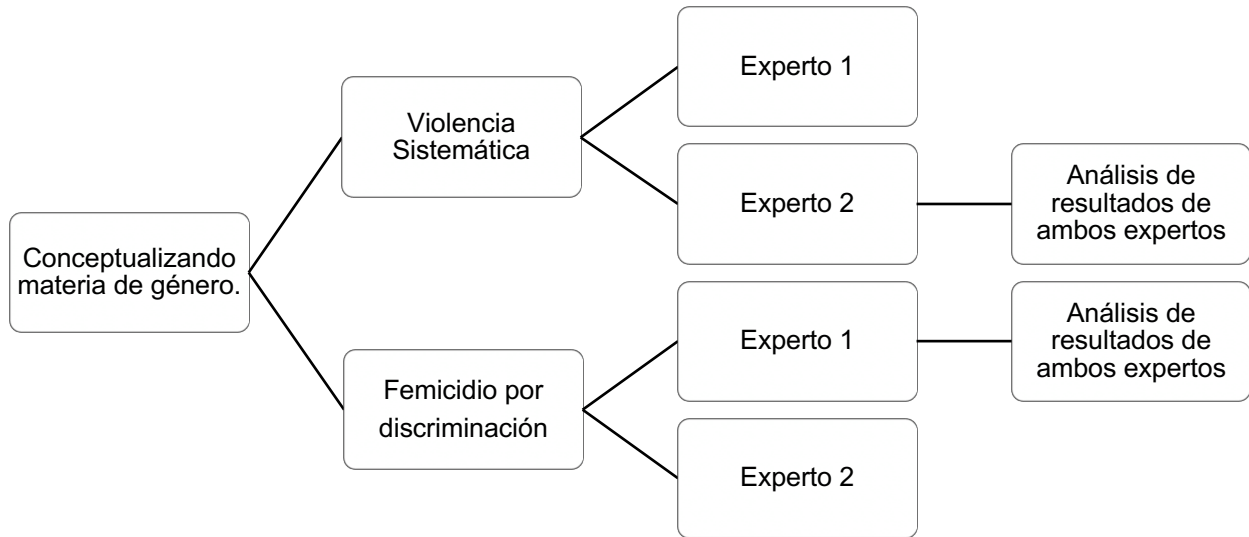 Conceptualizando
materia de género.
Violencia
Sistemática
Experto 1
Experto 2
Análisis de
resultados de
ambos expertos
Femicidio por
discriminación
Experto 1
Análisis de
resultados de
ambos expertos
Experto 2